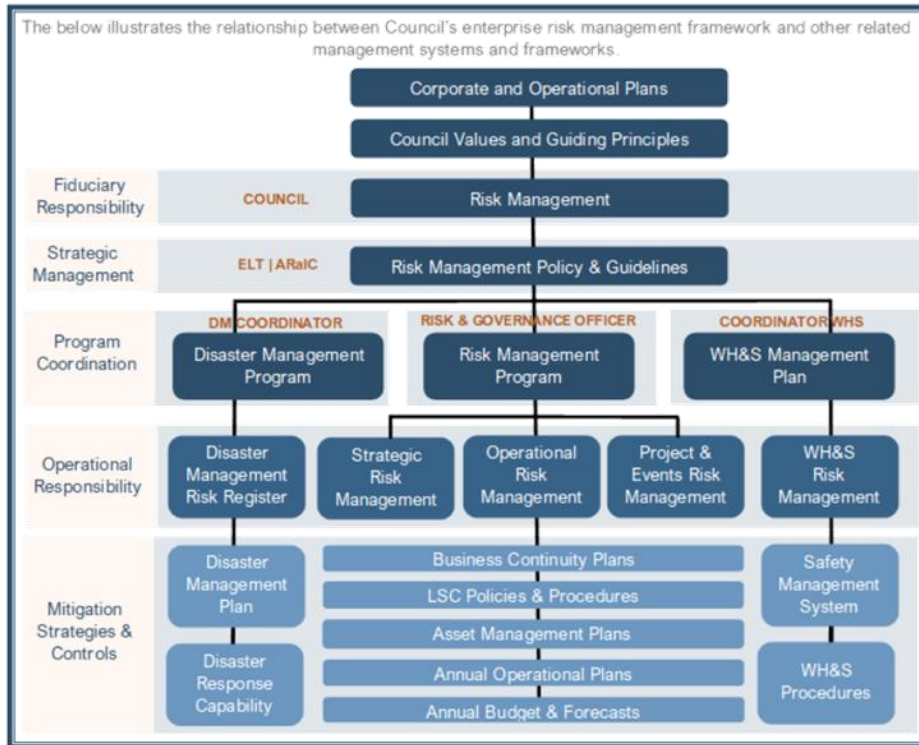 The below illustrates the relationship between Council's enterprise risk management framework and other related risk
management systems and frameworks.
Corporate and Operational Plans
Council Values and Guiding Principles
Fiduciary
Responsibility
COUNCIL
Risk Management
Strategic
Management
ELT | ARaIC
Risk Management Policy & Guidelines
Program
Coordination
DM COORDINATOR
Disaster Management
Program
RISK & GOVERNANCE OFFICER
Risk Management
Program
COORDINATOR WHS
WH&S Management
Plan
Operational
Responsibility
Disaster
Management
Risk Register
Strategic
Risk
Management
Operational
Risk
Management
Project &
Events Risk
Management
WH&S
Risk
Management
Mitigation
Strategies &
Controls
Disaster
Management
Plan
Disaster
Response
Capability
Business Continuity Plans
LSC Policies & Procedures
Asset Management Plans
Annual Operational Plans
Annual Budget & Forecasts
Safety
Management
System
WH&S
Procedures